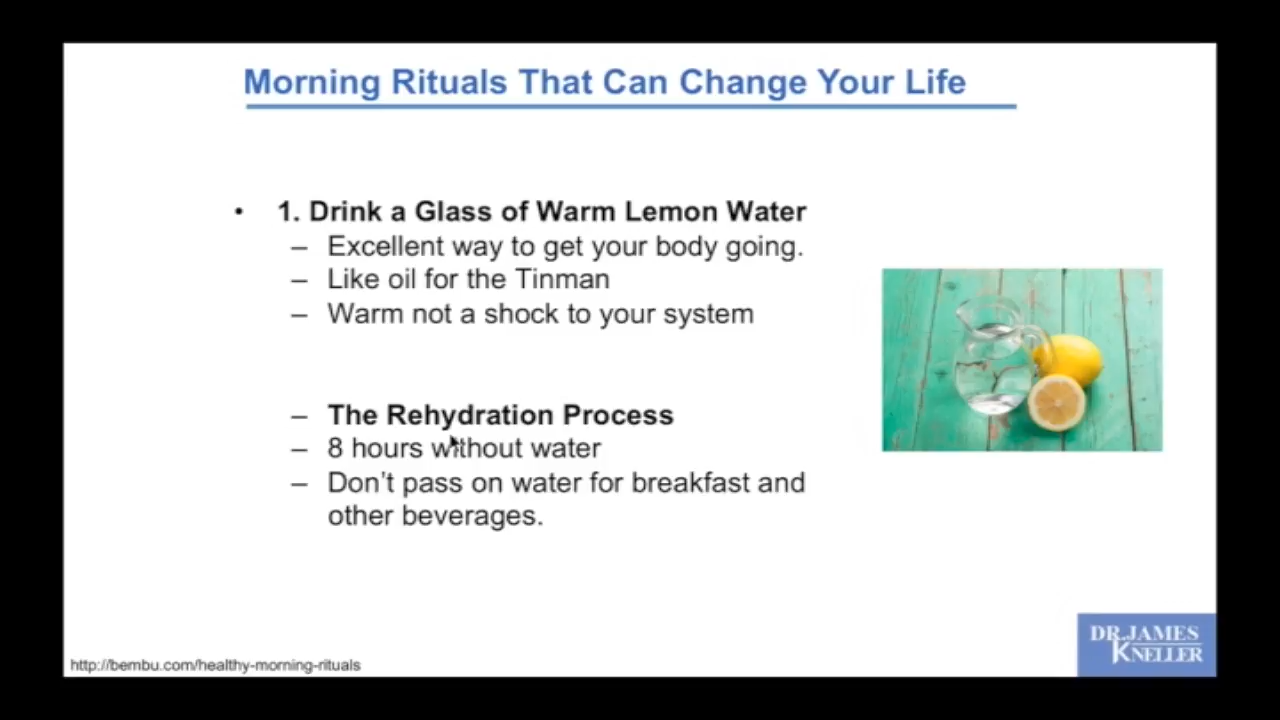 Morning Rituals That Can Change Your Life
• 1. Drink a Glass of Warm Lemon Water
– Excellent way to get your body going.
– Like oil for the Tinman
– Warm not a shock to your system
– The Rehydration Process
– 8 hours without water
– Don't pass on water for breakfast and
other beverages.
http://bembu.com/healthy-morning-rituals
DR.JAMES
KNELLER